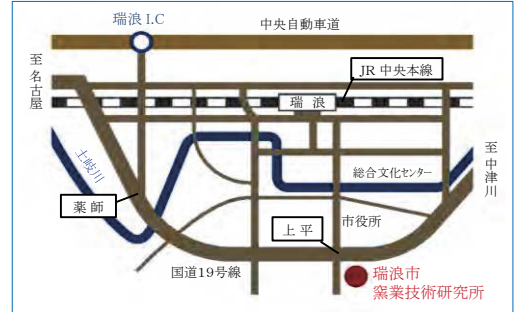 瑞浪 I.C
中央自動車道
至名古屋
JR 中央本線
瑞 浪
土岐川
至中津川
総合文化センター
薬 師
市役所
上 平
国道19号線
瑞浪市
窯業技術研究所